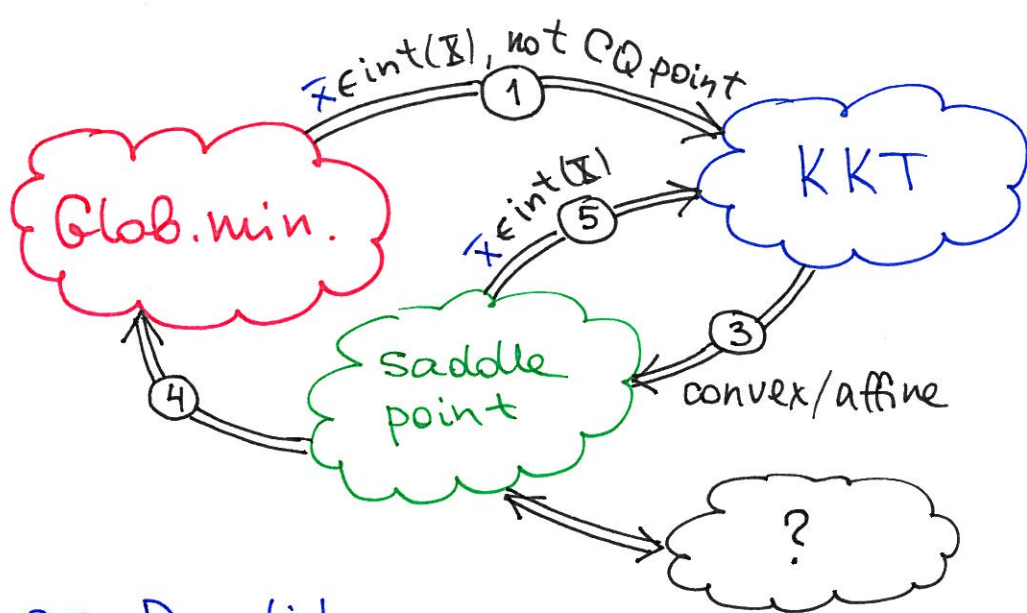 x̄ ∈ int(X), not CQ point
1
KKT
Glob. min.
x̄ ∈ int(X)
5
3
convex/affine
saddle
point
4
?